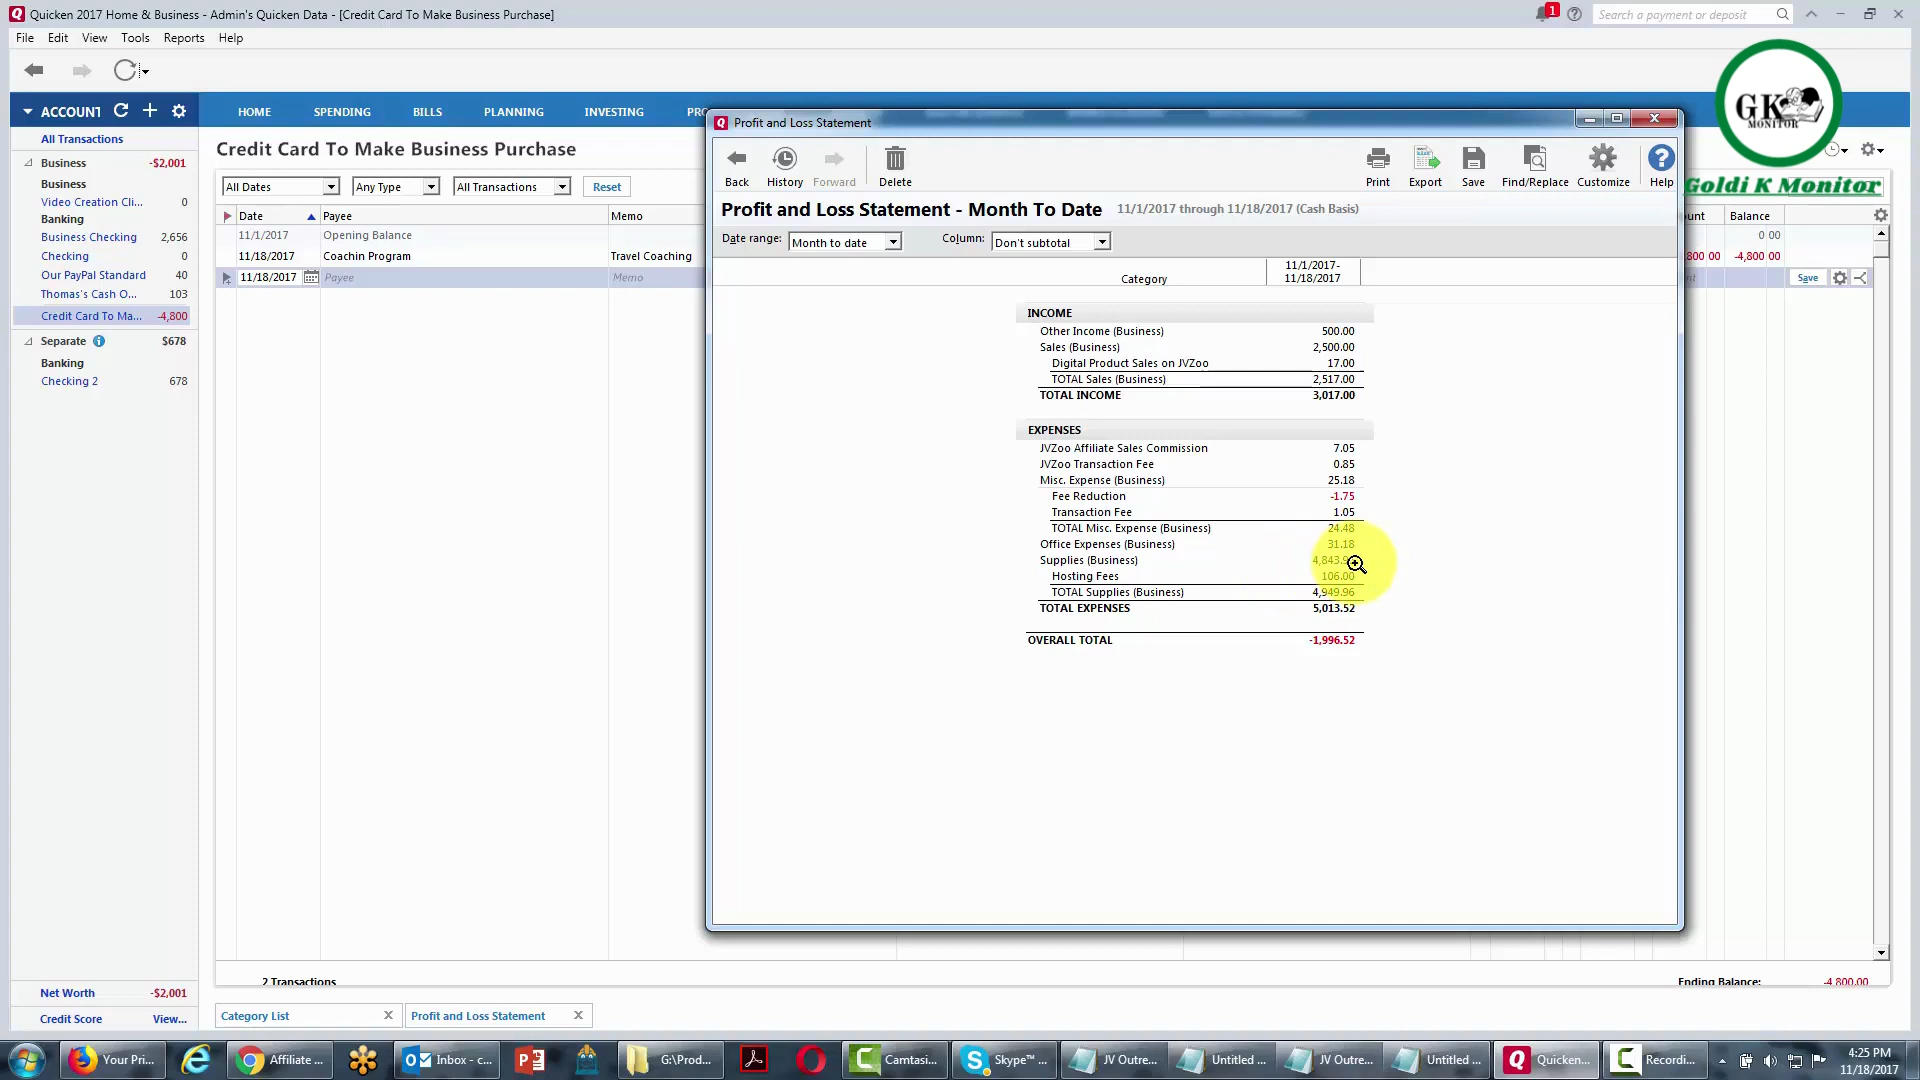 Quicken 2017 Home & Business - Admin's Quicken Data - [Credit Card To Make Business Purchase]
1
Search a payment or deposit
File Edit View Tools Reports Help
GK
MONITOR
Goldi K Monitor
ACCOUNT
HOME SPENDING BILLS PLANNING INVESTING
All Transactions
Business -$2,001
Business
Video Creation Cli... 0
Banking
Business Checking 2,656
Checking 0
Our PayPal Standard 40
Thomas's Cash O... 103
Credit Card To Ma... -4,800
Separate $678
Banking
Checking 2 678
Net Worth -$2,001
Credit Score View...
Credit Card To Make Business Purchase
All Dates Any Type All Transactions Reset
Date Payee Memo Balance
11/1/2017 Opening Balance 0 00
11/18/2017 Coachin Program Travel Coaching 800 00 -4,800 00
11/18/2017 Payee Memo Save
Profit and Loss Statement
Back History Forward Delete Print Export Save Find/Replace Customize Help
Profit and Loss Statement - Month To Date 11/1/2017 through 11/18/2017 (Cash Basis)
Date range: Month to date Column: Don't subtotal
11/1/2017-
Category 11/18/2017
INCOME
Other Income (Business) 500.00
Sales (Business) 2,500.00
Digital Product Sales on JVZoo 17.00
TOTAL Sales (Business) 2,517.00
TOTAL INCOME 3,017.00
EXPENSES
JVZoo Affiliate Sales Commission 7.05
JVZoo Transaction Fee 0.85
Misc. Expense (Business) 25.18
Fee Reduction -1.75
Transaction Fee 1.05
TOTAL Misc. Expense (Business) 24.48
Office Expenses (Business) 31.18
Supplies (Business)
Hosting Fees 106.00
TOTAL Supplies (Business) 4,949.96
TOTAL EXPENSES 5,013.52
OVERALL TOTAL -1,996.52
2 Transactions Ending Balance: -4,800.00
Category List Profit and Loss Statement
Your Pri... Affiliate ... Inbox - c... G:\Prod... Camtasi... Skype™ ... JV Outre... Untitled ... JV Outre... Untitled ... Quicken... Recordi...
4:25 PM
11/18/2017